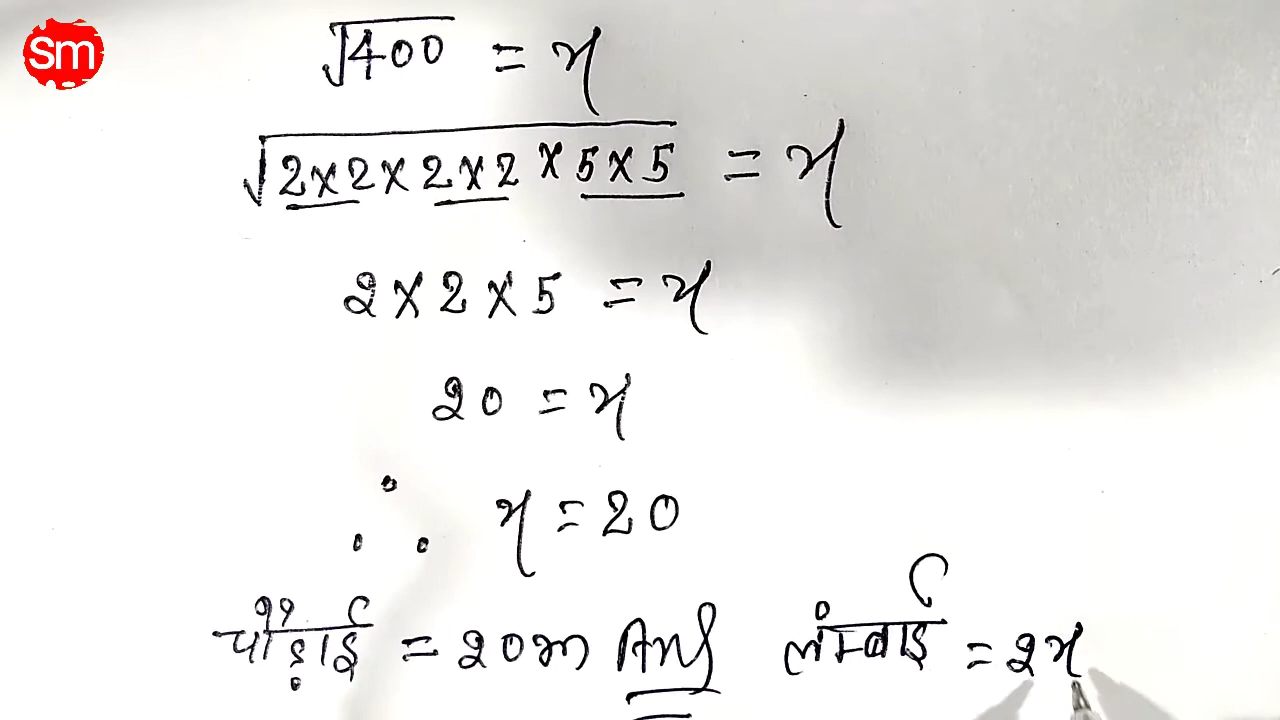 Sm
√400 = x
√2×2×2×2×5×5 = x
2×2×5 = x
20 = x
∴ x = 20
चौड़ाई = 20m Ans लंम्बाई = 2x